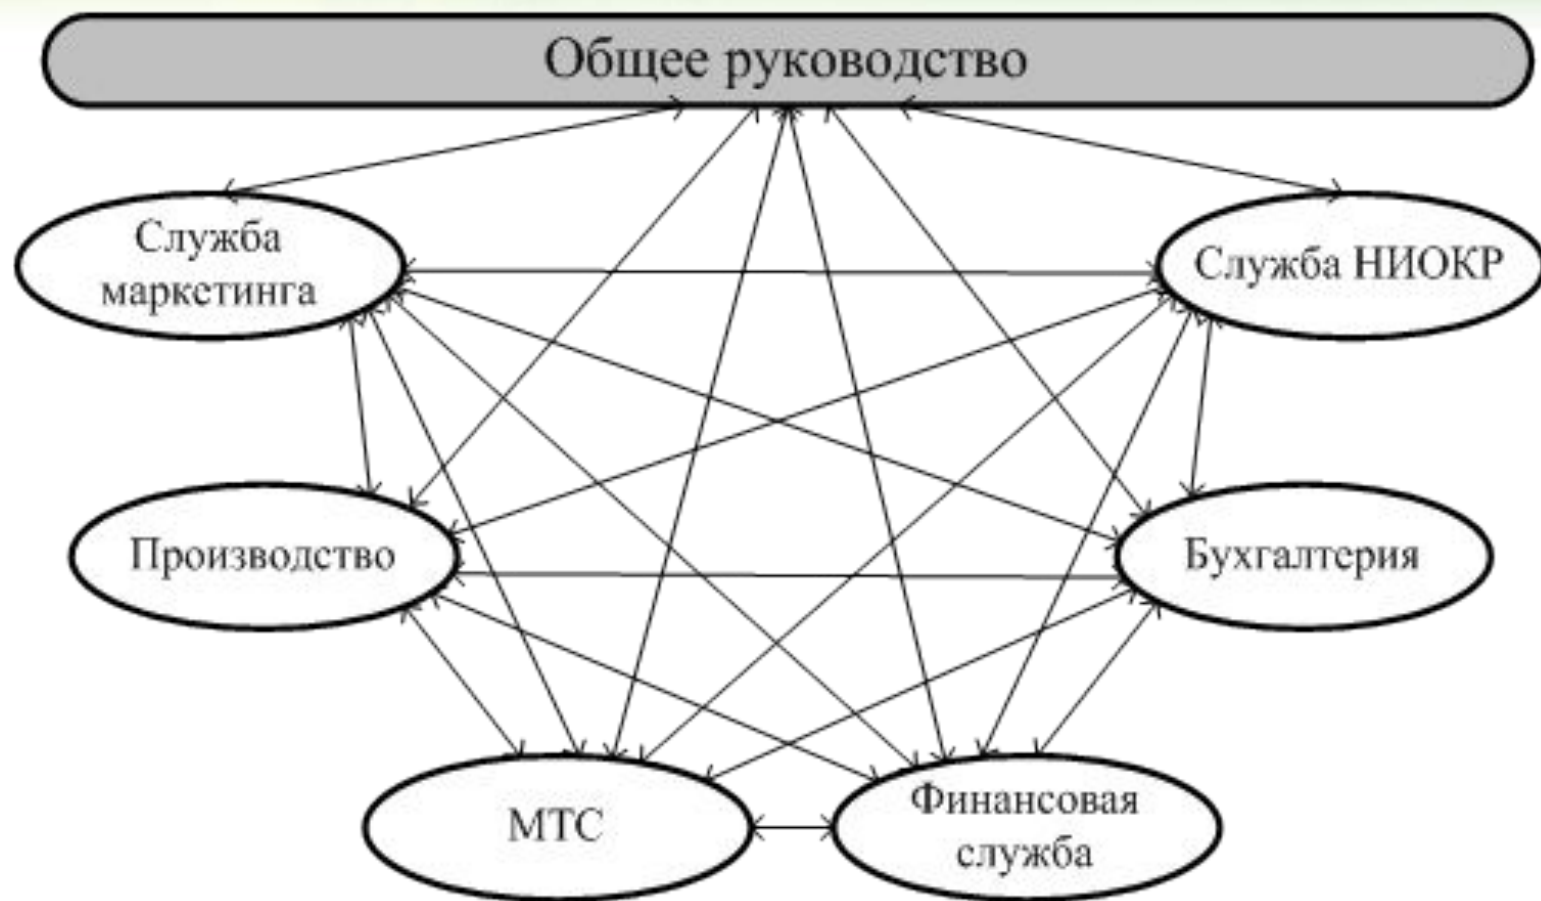 Общее руководство
Служба
маркетинга
Служба НИОКР
Производство
Бухгалтерия
МТС
Финансовая
служба